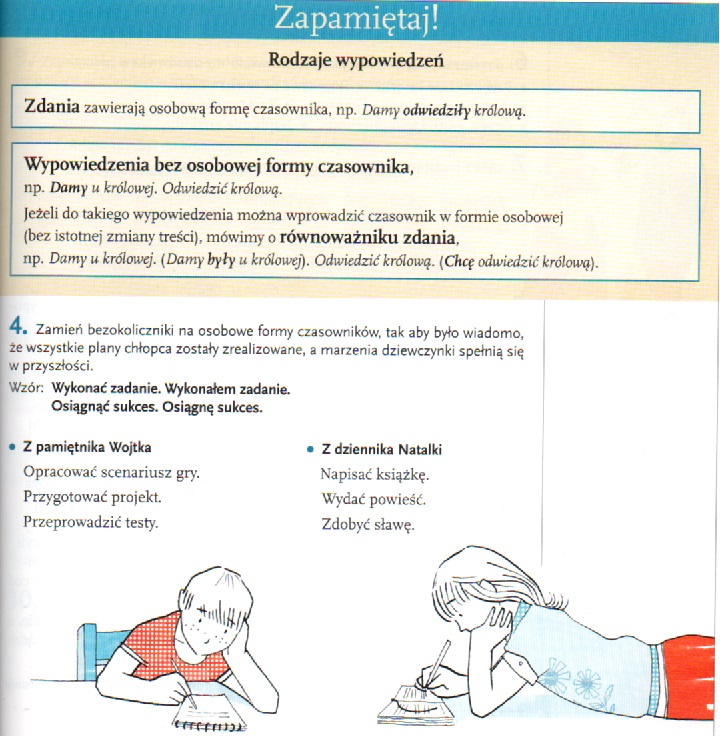 Zapamiętaj!
Rodzaje wypowiedzeń
Zdania zawierają osobową formę czasownika, np. Damy odwiedziły królową.
Wypowiedzenia bez osobowej formy czasownika,
np. Damy u królowej. Odwiedzić królową.
Jeżeli do takiego wypowiedzenia można wprowadzić czasownik w formie osobowej
(bez istotnej zmiany treści), mówimy o równoważniku zdania,
np. Damy u królowej. (Damy były u królowej). Odwiedzić królową. (Chcę odwiedzić królową).
4. Zamień bezokoliczniki na osobowe formy czasowników, tak aby było wiadomo,
że wszystkie plany chłopca zostały zrealizowane, a marzenia dziewczynki spełnią się
w przyszłości.
Wzór: Wykonać zadanie. Wykonałem zadanie.
Osiągnąć sukces. Osiągnę sukces.
• Z pamiętnika Wojtka
Opracować scenariusz gry.
Przygotować projekt.
Przeprowadzić testy.
• Z dziennika Natalki
Napisać książkę.
Wydać powieść.
Zdobyć sławę.